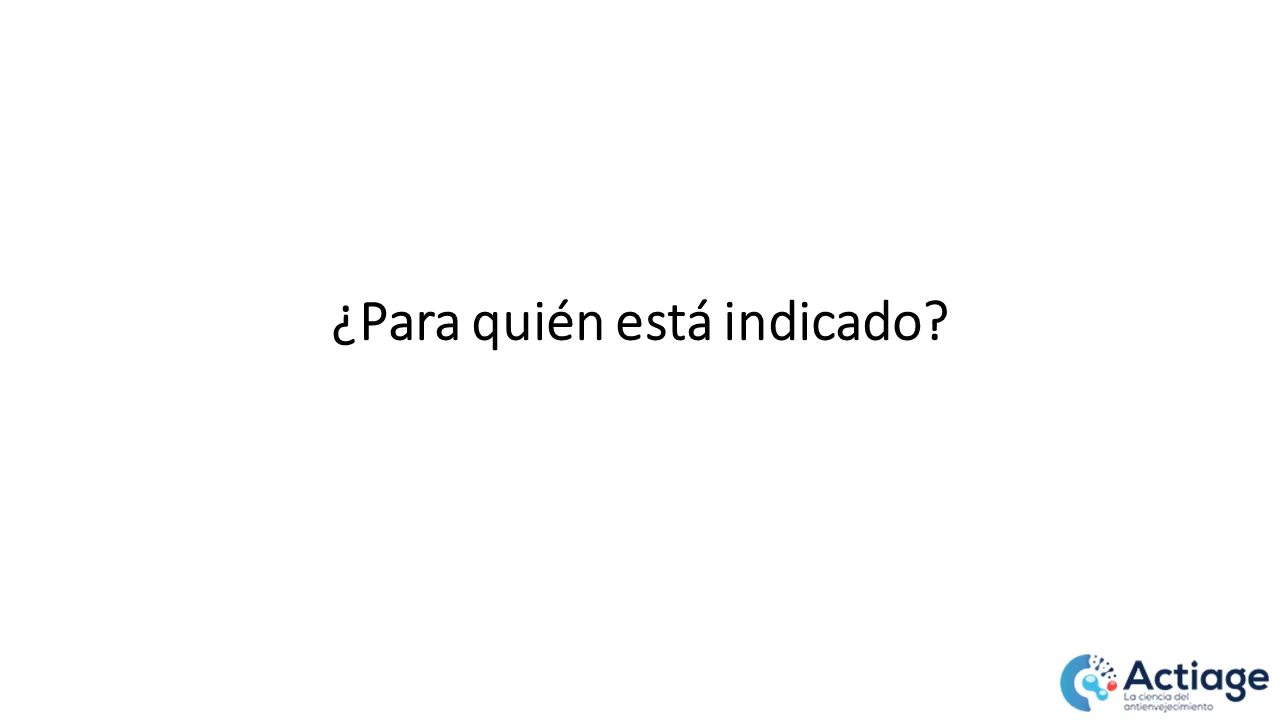 ¿Para quién está indicado?
Actiage
La ciencia del
antienvejecimiento